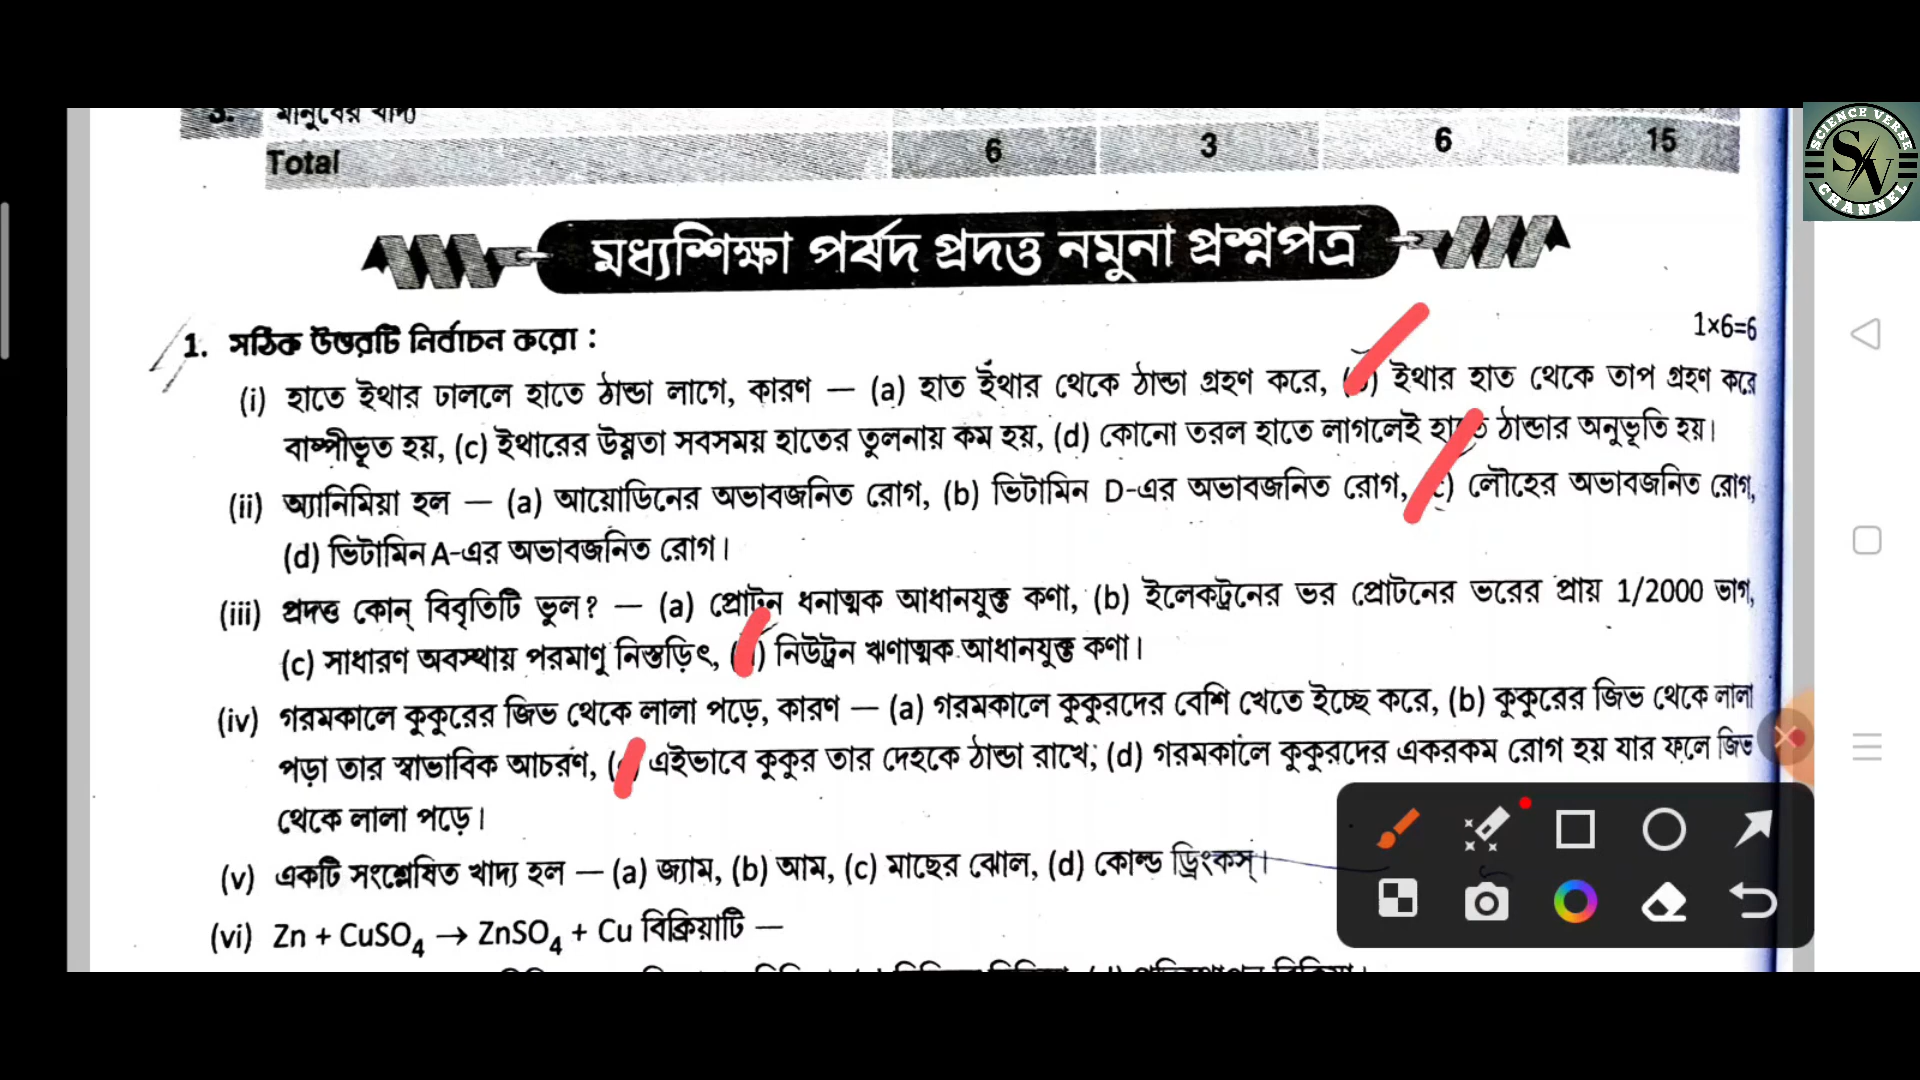 3. মানুষের খাদ্য
Total 6 3 6 15
SCIENCE VERSE
SV
CHANNEL
মধ্যশিক্ষা পর্ষদ প্রদত্ত নমুনা প্রশ্নপত্র
1. সঠিক উত্তরটি নির্বাচন করো : 1×6=6
(i) হাতে ইথার ঢাললে হাতে ঠান্ডা লাগে, কারণ — (a) হাত ইথার থেকে ঠান্ডা গ্রহণ করে, ইথার হাত থেকে তাপ গ্রহণ করে
বাষ্পীভূত হয়, (c) ইথারের উষ্ণতা সবসময় হাতের তুলনায় কম হয়, (d) কোনো তরল হাতে লাগলেই হাতে ঠান্ডার অনুভূতি হয়।
(ii) অ্যানিমিয়া হল — (a) আয়োডিনের অভাবজনিত রোগ, (b) ভিটামিন D-এর অভাবজনিত রোগ, (c) লৌহের অভাবজনিত রোগ,
(d) ভিটামিন A-এর অভাবজনিত রোগ।
(iii) প্রদত্ত কোন্ বিবৃতিটি ভুল? — (a) প্রোটন ধনাত্মক আধানযুক্ত কণা, (b) ইলেকট্রনের ভর প্রোটনের ভরের প্রায় 1/2000 ভাগ,
(c) সাধারণ অবস্থায় পরমাণু নিস্তড়িৎ, নিউট্রন ঋণাত্মক আধানযুক্ত কণা।
(iv) গরমকালে কুকুরের জিভ থেকে লালা পড়ে, কারণ — (a) গরমকালে কুকুরদের বেশি খেতে ইচ্ছে করে, (b) কুকুরের জিভ থেকে লালা
পড়া তার স্বাভাবিক আচরণ, এইভাবে কুকুর তার দেহকে ঠান্ডা রাখে; (d) গরমকালে কুকুরদের একরকম রোগ হয় যার ফলে জিভ
থেকে লালা পড়ে।
(v) একটি সংশ্লেষিত খাদ্য হল — (a) জ্যাম, (b) আম, (c) মাছের ঝোল, (d) কোল্ড ড্রিংকস্।
(vi) Zn + CuSO₄ → ZnSO₄ + Cu বিক্রিয়াটি —